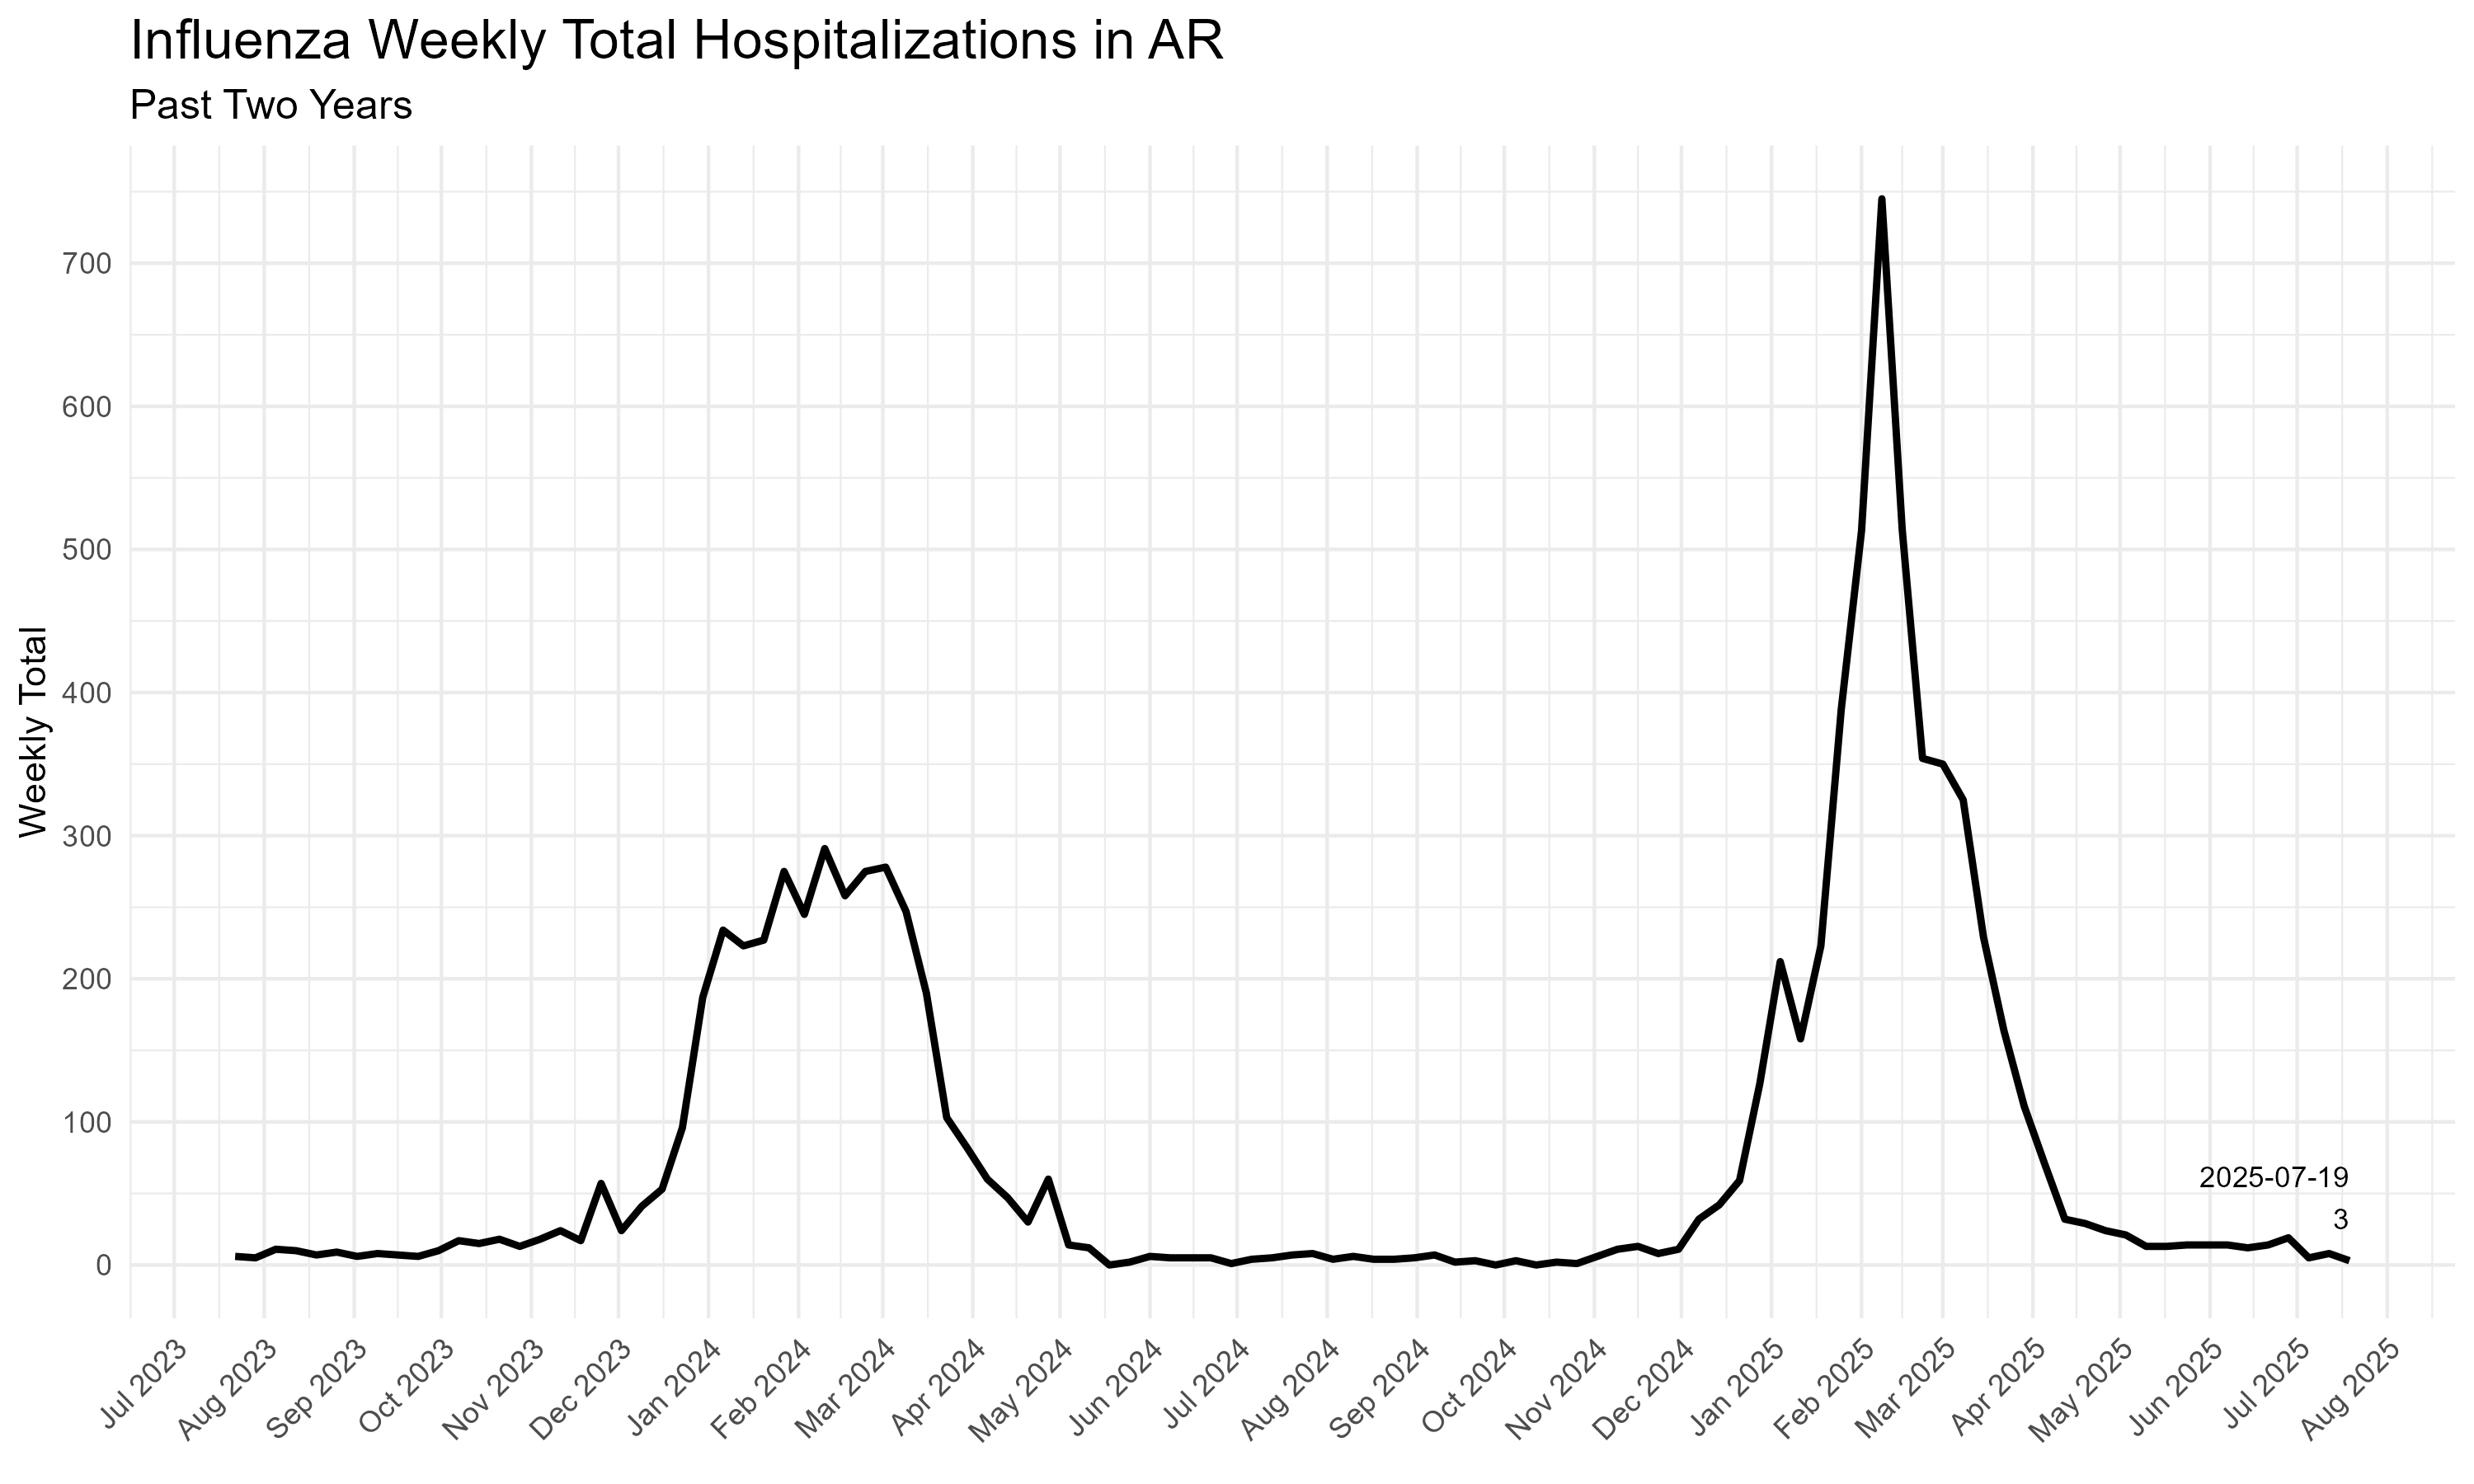 Influenza Weekly Total Hospitalizations in AR
Past Two Years
Weekly Total
700
600
500
400
300
200
100
0
2025-07-19
3
Jul 2023
Aug 2023
Sep 2023
Oct 2023
Nov 2023
Dec 2023
Jan 2024
Feb 2024
Mar 2024
Apr 2024
May 2024
Jun 2024
Jul 2024
Aug 2024
Sep 2024
Oct 2024
Nov 2024
Dec 2024
Jan 2025
Feb 2025
Mar 2025
Apr 2025
May 2025
Jun 2025
Jul 2025
Aug 2025